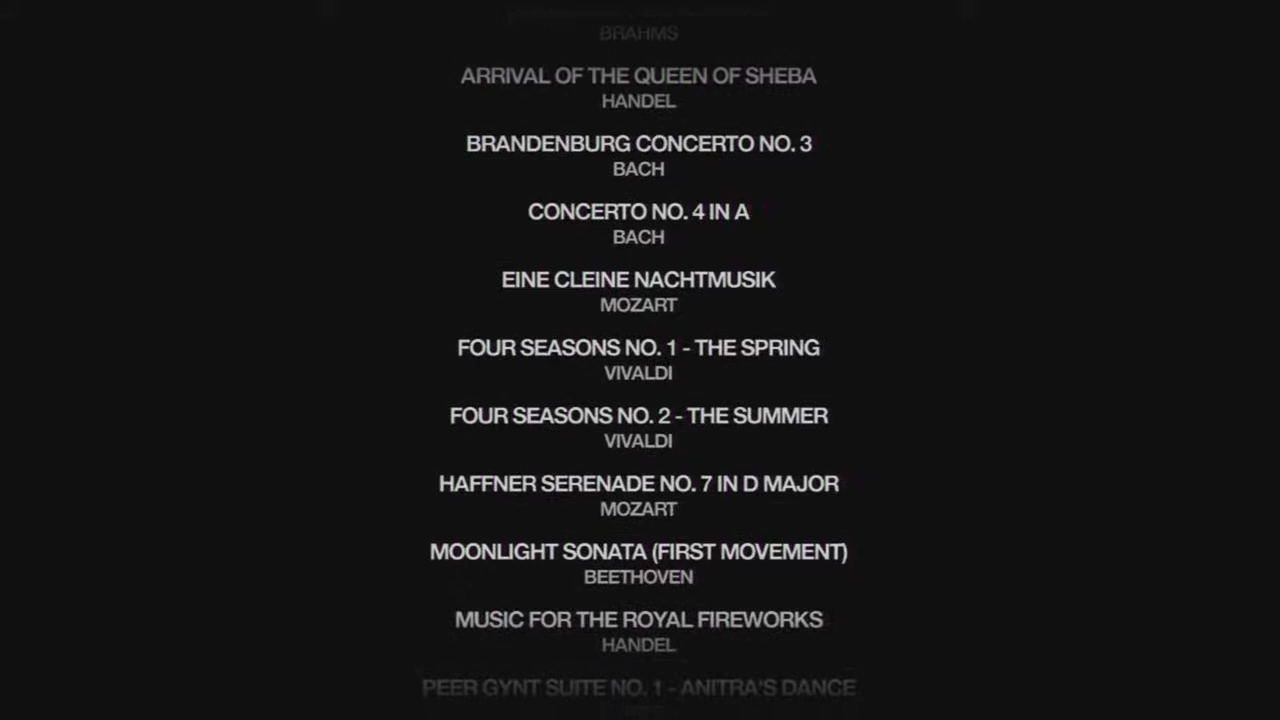 BRAHMS
ARRIVAL OF THE QUEEN OF SHEBA
HANDEL
BRANDENBURG CONCERTO NO. 3
BACH
CONCERTO NO. 4 IN A
BACH
EINE CLEINE NACHTMUSIK
MOZART
FOUR SEASONS NO. 1 - THE SPRING
VIVALDI
FOUR SEASONS NO. 2 - THE SUMMER
VIVALDI
HAFFNER SERENADE NO. 7 IN D MAJOR
MOZART
MOONLIGHT SONATA (FIRST MOVEMENT)
BEETHOVEN
MUSIC FOR THE ROYAL FIREWORKS
HANDEL
PEER GYNT SUITE NO. 1 - ANITRA'S DANCE